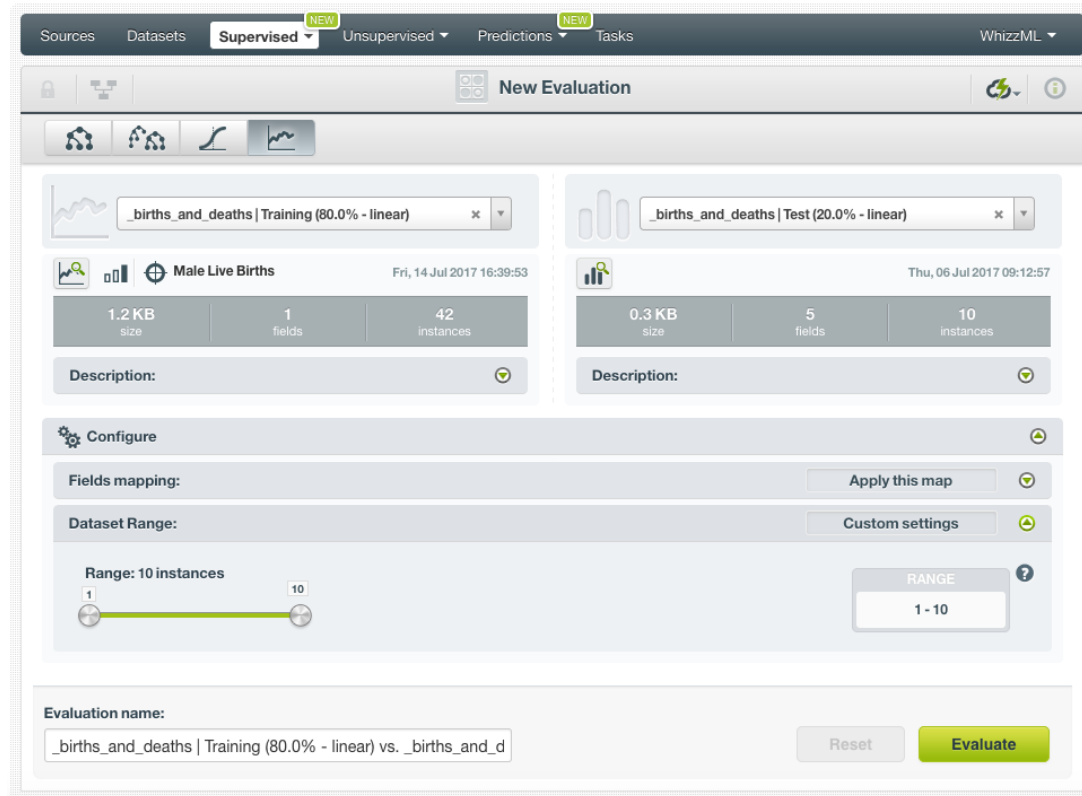 NEW NEW
Sources Datasets Supervised Unsupervised Predictions Tasks WhizzML
New Evaluation
_births_and_deaths | Training (80.0% - linear) ×
_births_and_deaths | Test (20.0% - linear) ×
Male Live Births Fri, 14 Jul 2017 16:39:53
Thu, 06 Jul 2017 09:12:57
1.2 KB 1 42
size fields instances
0.3 KB 5 10
size fields instances
Description:
Description:
Configure
Fields mapping: Apply this map
Dataset Range: Custom settings
Range: 10 instances
1 10
?
RANGE
1 - 10
Evaluation name:
_births_and_deaths | Training (80.0% - linear) vs. _births_and_d
Reset Evaluate